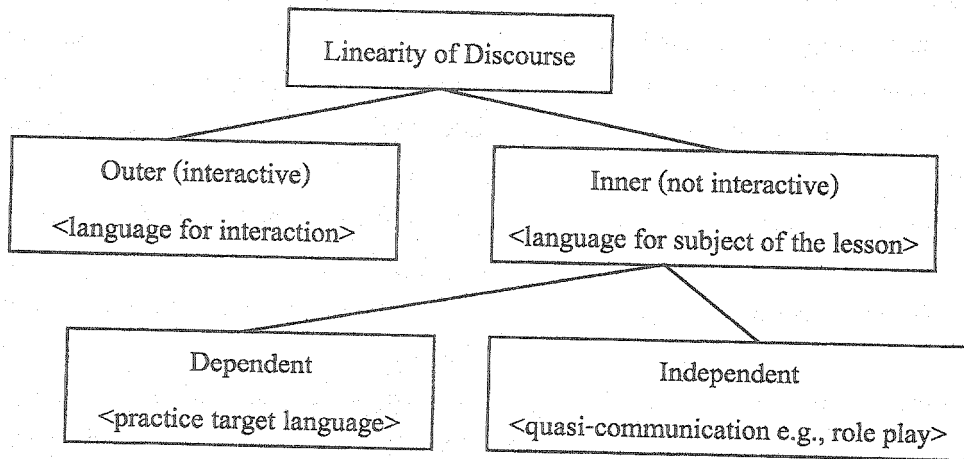 Linearity of Discourse
Outer (interactive)
<language for interaction>
Inner (not interactive)
<language for subject of the lesson>
Dependent
<practice target language>
Independent
<quasi-communication e.g., role play>